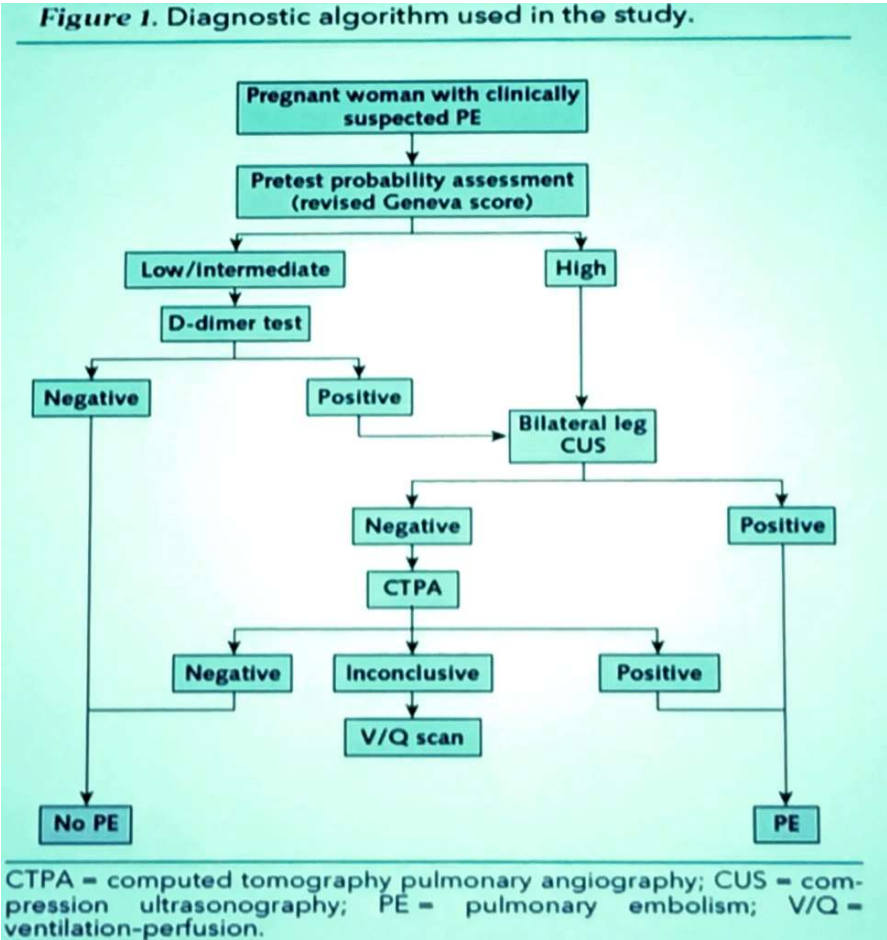 Figure 1. Diagnostic algorithm used in the study.
Pregnant woman with clinically
suspected PE
Pretest probability assessment
(revised Geneva score)
Low/intermediate
High
D-dimer test
Negative
Positive
Bilateral leg
CUS
Negative
Positive
CTPA
Negative
Inconclusive
Positive
V/Q scan
No PE
PE
CTPA = computed tomography pulmonary angiography; CUS = com-
pression ultrasonography; PE = pulmonary embolism; V/Q =
ventilation-perfusion.